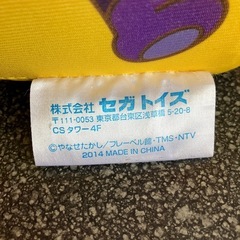 株式会社 セガ トイズ
〒111-0053 東京都台東区浅草橋 5-20-8
CSタワー4F
©やなせたかし／フレーベル館・TMS・NTV
2014 MADE IN CHINA